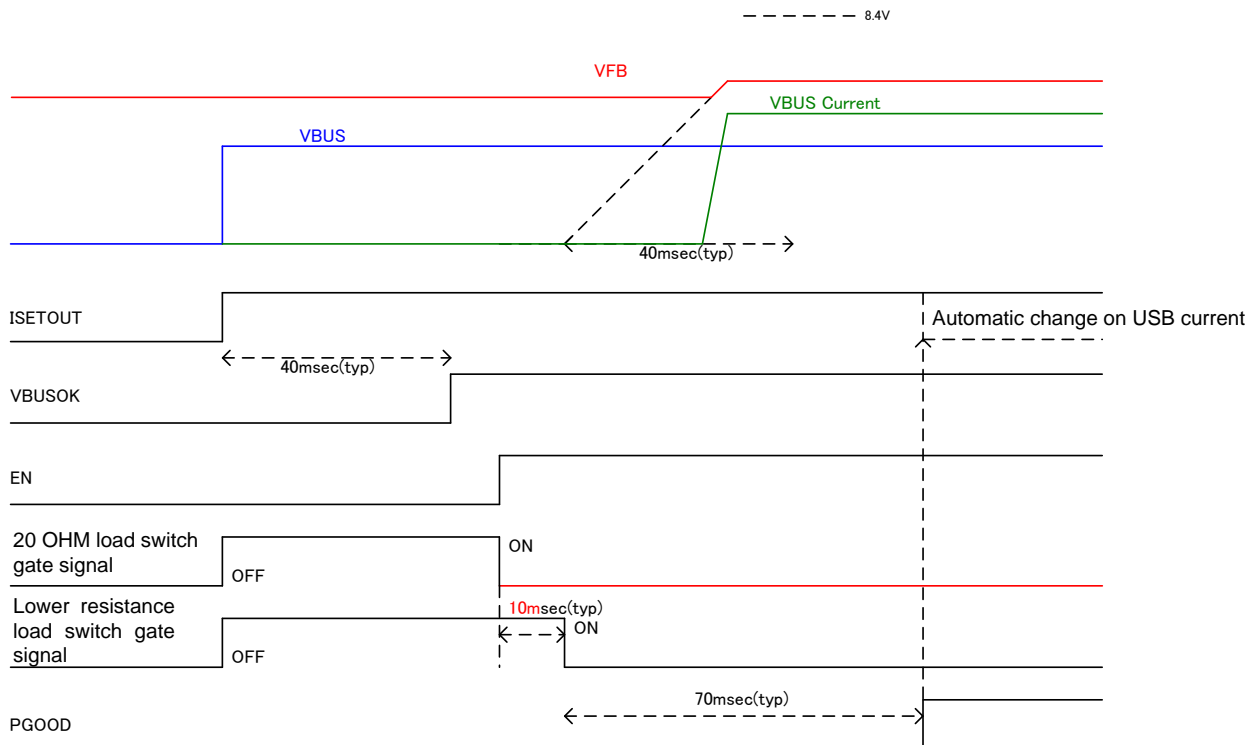 8.4V
VFB
VBUS Current
VBUS
40msec(typ)
ISETOUT
Automatic change on USB current
40msec(typ)
VBUSOK
EN
20 OHM load switch
gate signal
ON
OFF
Lower resistance
load switch gate
signal
10msec(typ)
ON
OFF
70msec(typ)
PGOOD